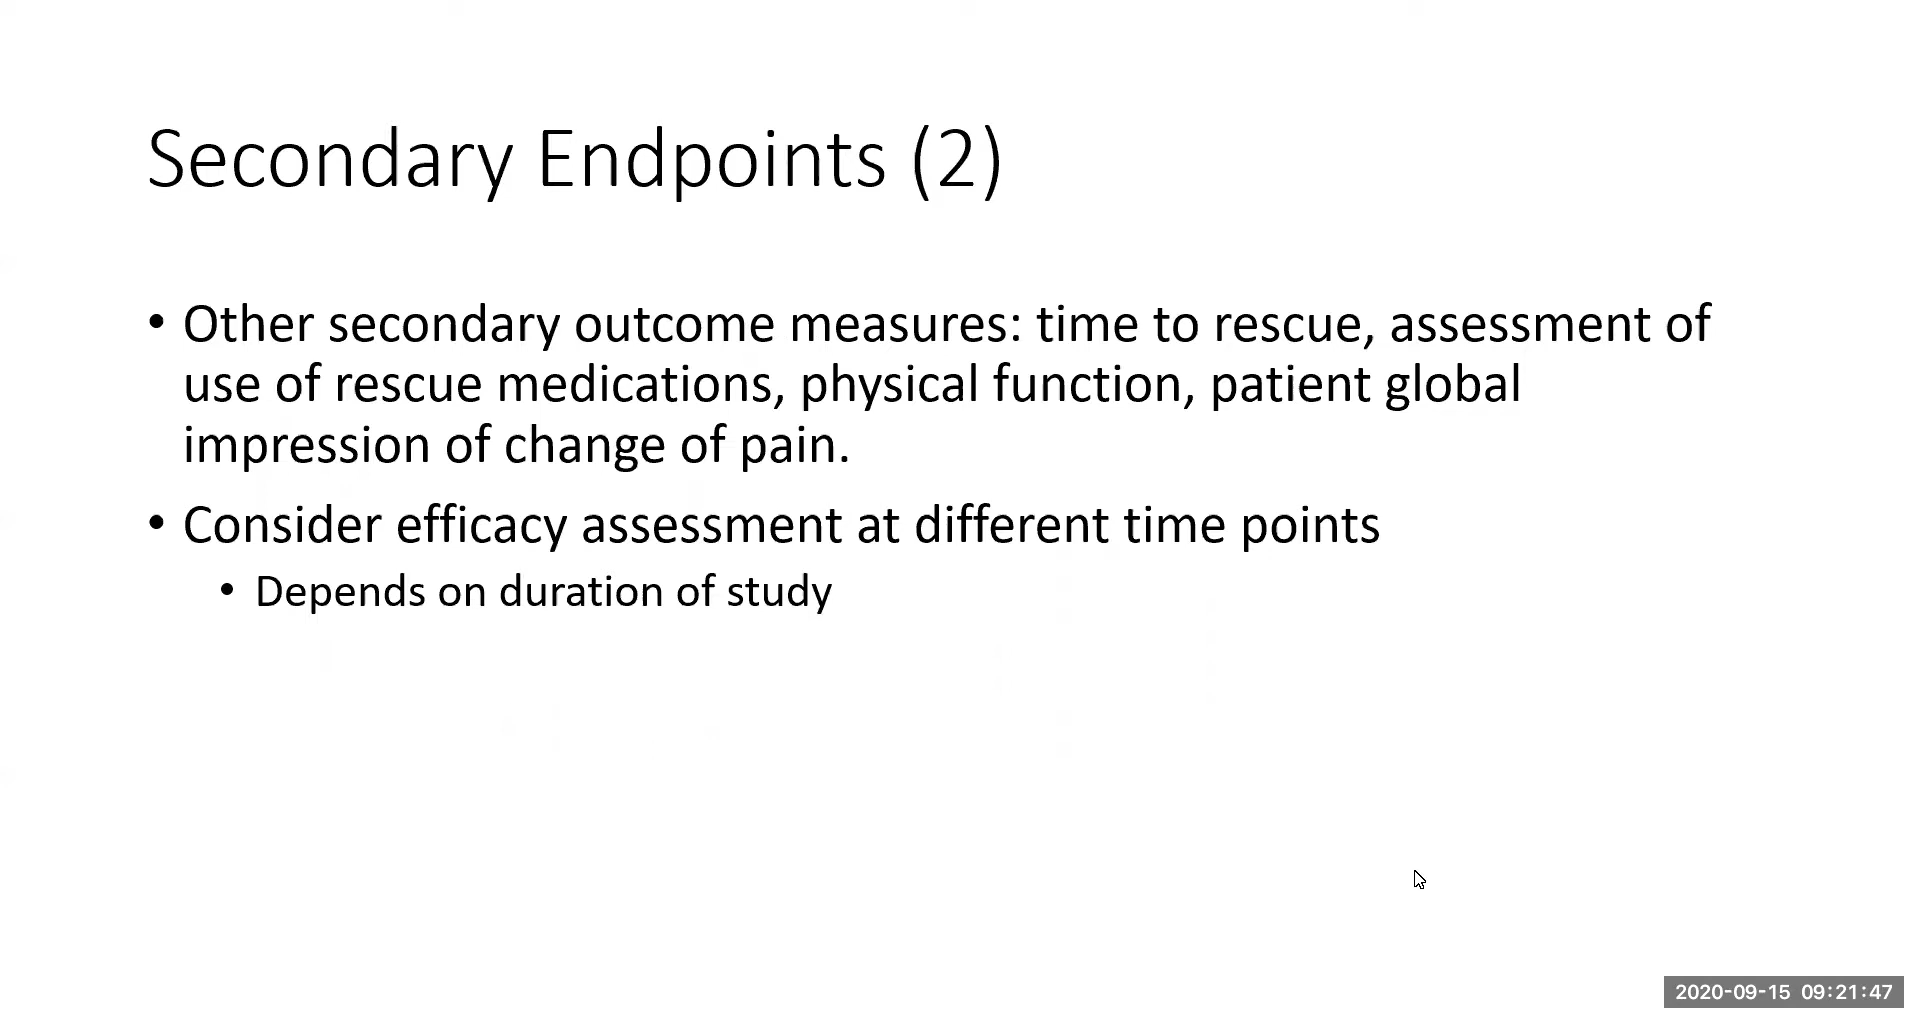 Secondary Endpoints (2)
• Other secondary outcome measures: time to rescue, assessment of
use of rescue medications, physical function, patient global
impression of change of pain.
• Consider efficacy assessment at different time points
• Depends on duration of study
2020-09-15 09:21:47